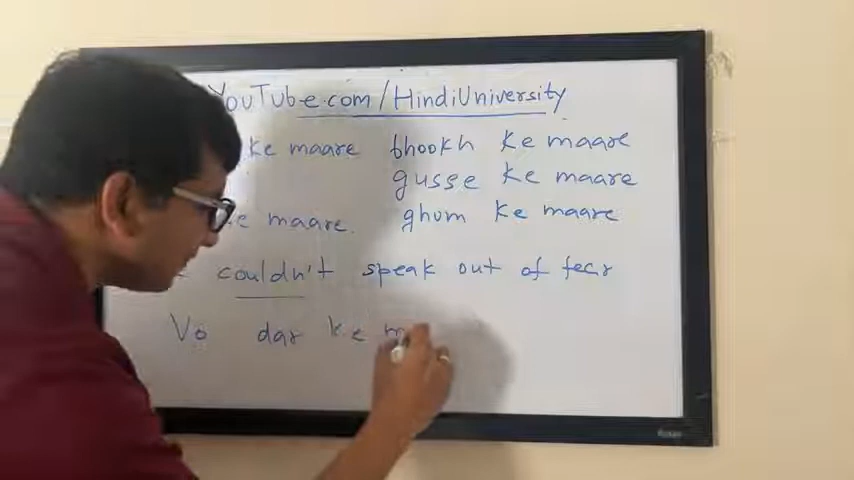 YouTube.com/HindiUniversity
ke maare bhookh ke maare
gusse ke maare
ke maare. ghum ke maare
couldn't speak out of fear
Vo dar ke m